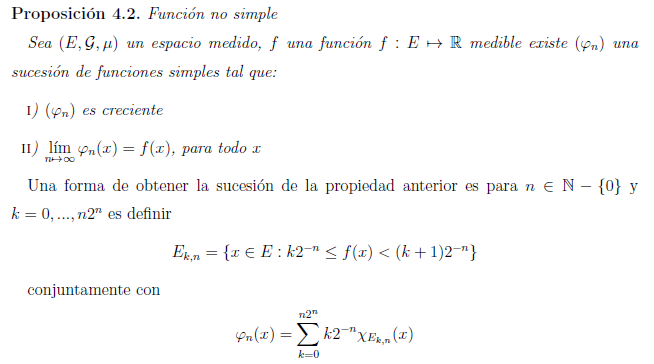 Proposición 4.2. Función no simple
Sea (E, 𝒢, μ) un espacio medido, f una función f : E ↦ ℝ medible existe (φₙ) una
sucesión de funciones simples tal que:
I) (φₙ) es creciente
II) lím_{n↦∞} φₙ(x) = f(x), para todo x
Una forma de obtener la sucesión de la propiedad anterior es para n ∈ ℕ − {0} y
k = 0, ..., n2ⁿ es definir
E_{k,n} = {x ∈ E : k2⁻ⁿ ≤ f(x) < (k + 1)2⁻ⁿ}
conjuntamente con
φₙ(x) = ∑_{k=0}^{n2ⁿ} k2⁻ⁿ χ_{E_{k,n}}(x)